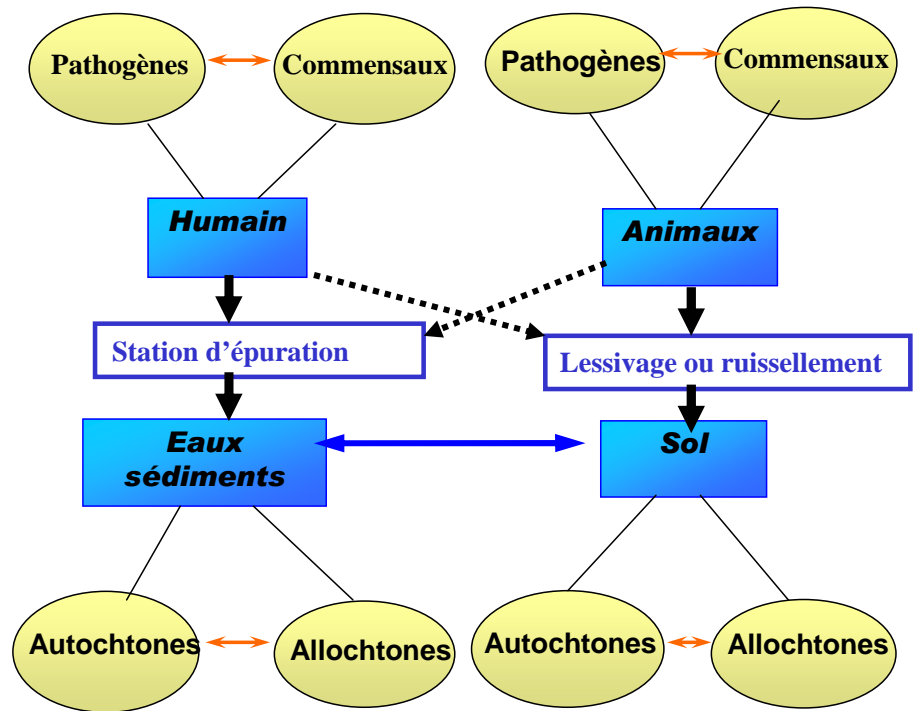 Pathogènes
Commensaux
Pathogènes
Commensaux
Humain
Animaux
Station d'épuration
Lessivage ou ruissellement
Eaux
sédiments
Sol
Autochtones
Allochtones
Autochtones
Allochtones